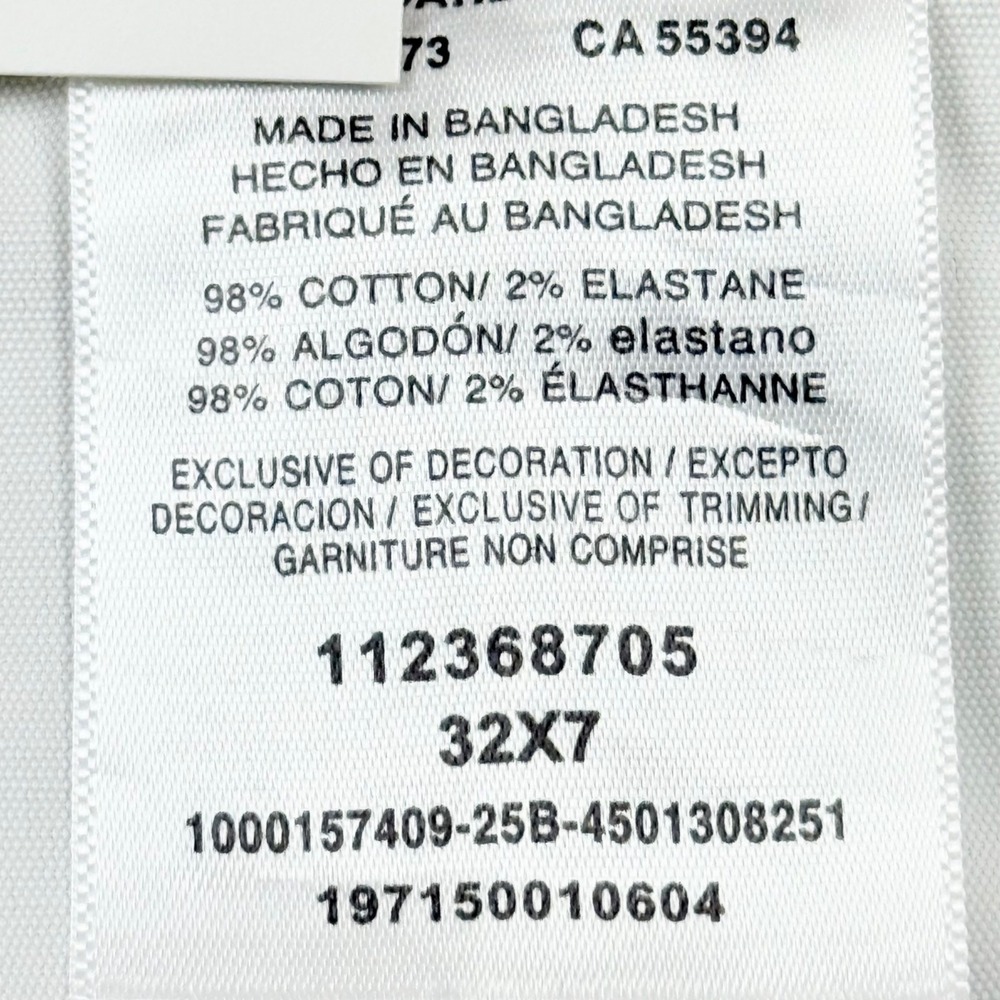 73 CA 55394
MADE IN BANGLADESH
HECHO EN BANGLADESH
FABRIQUÉ AU BANGLADESH
98% COTTON/ 2% ELASTANE
98% ALGODÓN/ 2% elastano
98% COTON/ 2% ÉLASTHANNE
EXCLUSIVE OF DECORATION / EXCEPTO
DECORACION / EXCLUSIVE OF TRIMMING/
GARNITURE NON COMPRISE
112368705
32X7
1000157409-25B-4501308251
197150010604